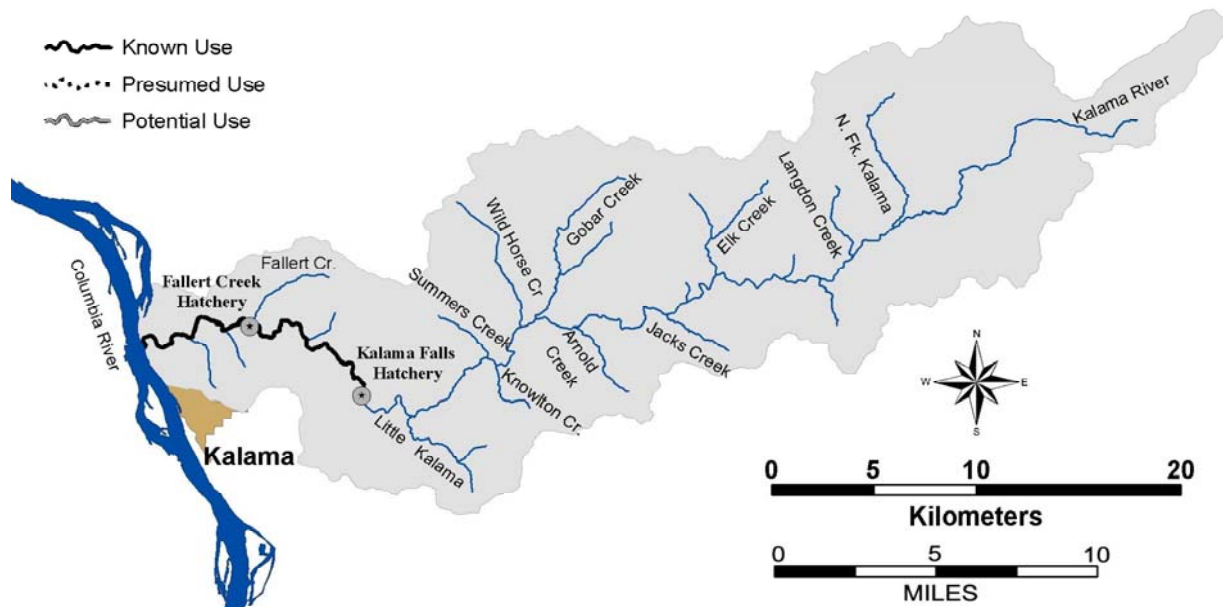 Known Use
Presumed Use
Potential Use
Kalama River
N. Fk. Kalama
Langdon Creek
Elk Creek
Gobar Creek
Wild Horse Cr
Summers Creek
Fallert Cr.
Fallert Creek
Hatchery
Columbia River
Kalama Falls
Hatchery
Arnold
Creek
Jacks Creek
Knowlton Cr.
Little
Kalama
Kalama
N
W
E
S
0 5 10 20
Kilometers
0 5 10
MILES